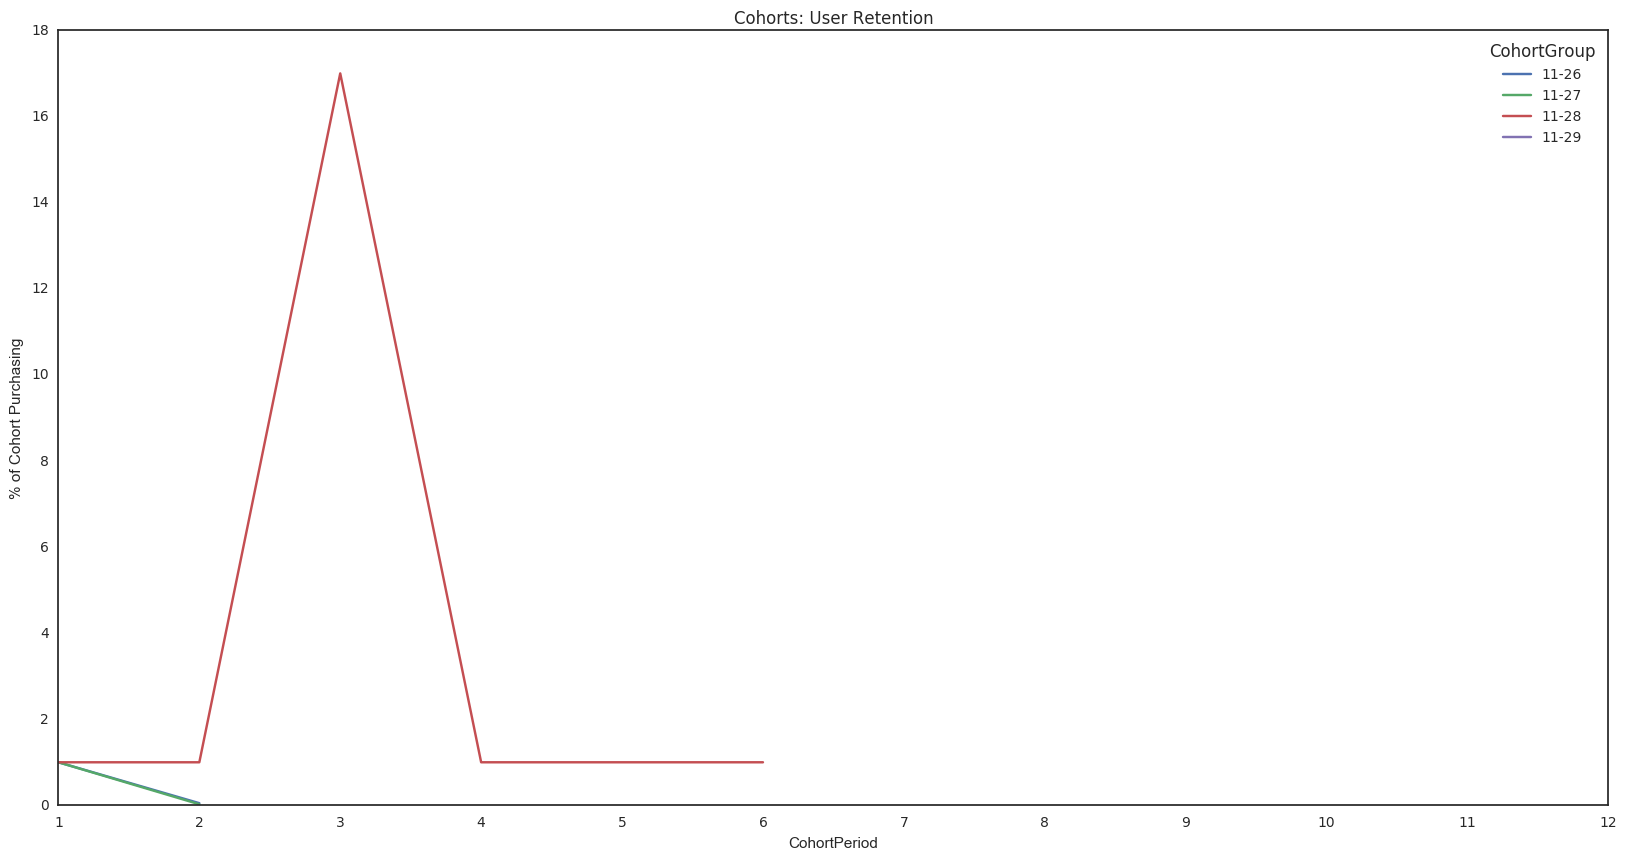 Cohorts: User Retention
CohortGroup
11-26
11-27
11-28
11-29
% of Cohort Purchasing
18
16
14
12
10
8
6
4
2
0
1 2 3 4 5 6 7 8 9 10 11 12
CohortPeriod